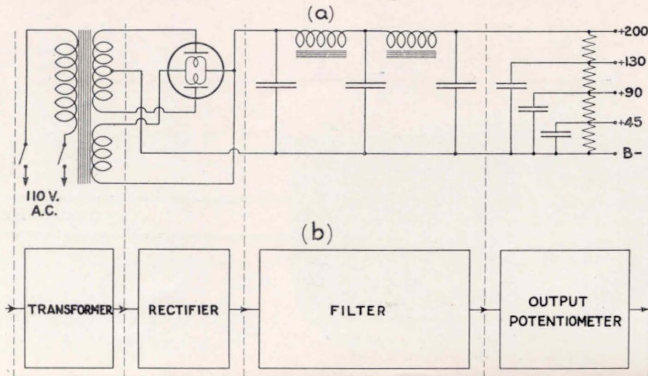 (a)
+200
+130
+90
+45
B-
110 V.
A.C.
(b)
TRANSFORMER
RECTIFIER
FILTER
OUTPUT
POTENTIOMETER